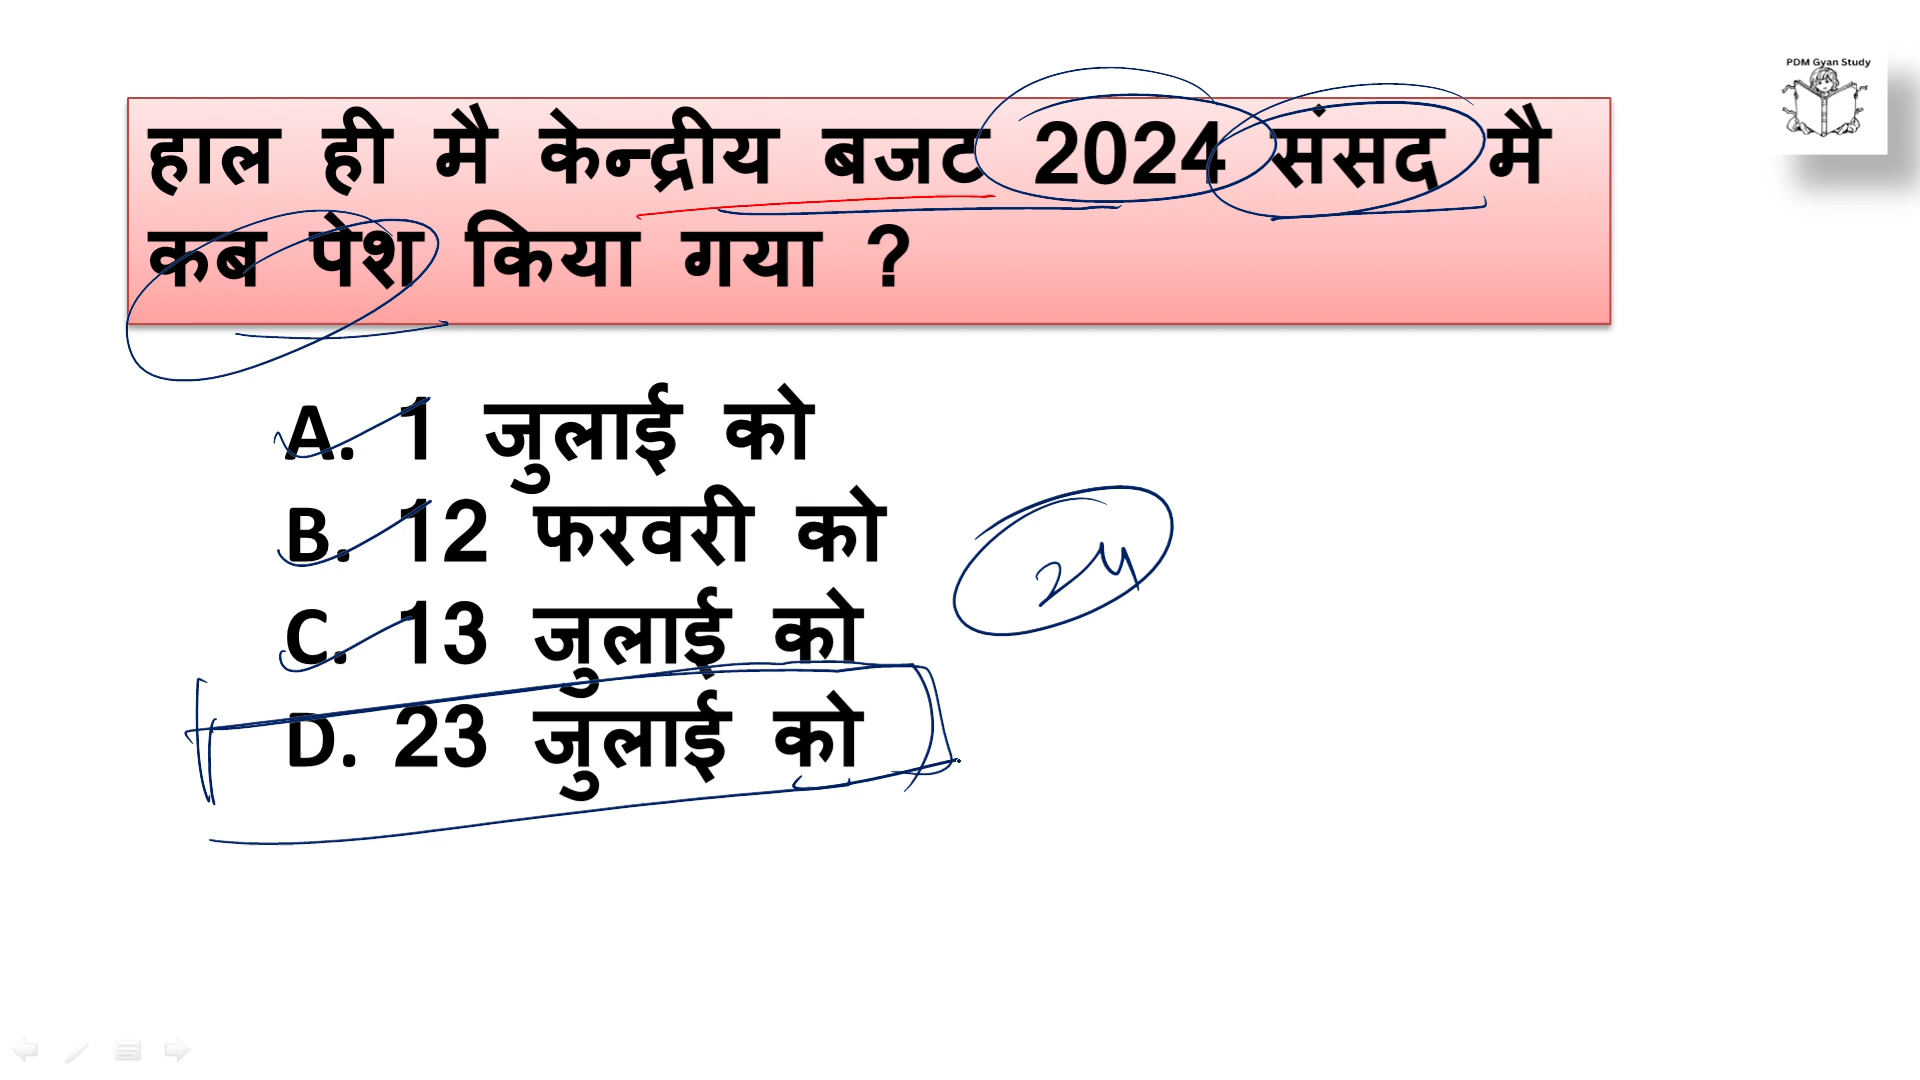 PDM Gyan Study
हाल ही मै केन्द्रीय बजट 2024 संसद मै
कब पेश किया गया ?
A. 1 जुलाई को
B. 12 फरवरी को
C. 13 जुलाई को
D. 23 जुलाई को
24